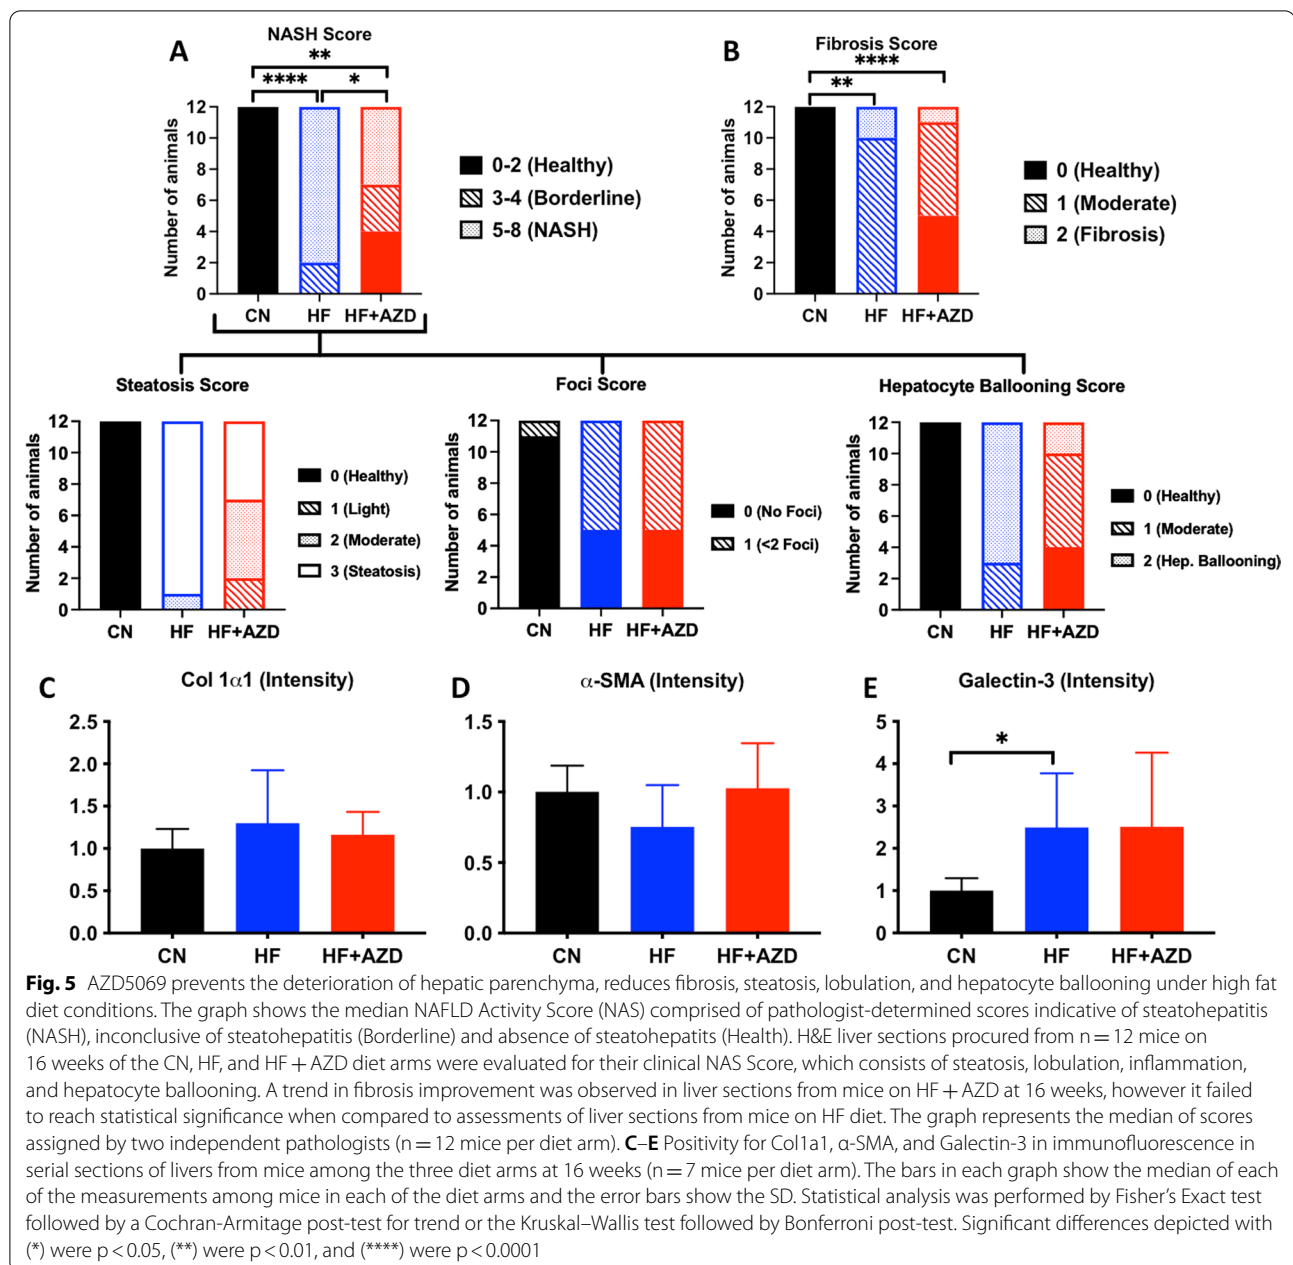 A
NASH Score
**
**** *
12
10
8
6
4
2
0
Number of animals
CN HF HF+AZD
0-2 (Healthy)
3-4 (Borderline)
5-8 (NASH)
B
Fibrosis Score
****
**
12
10
8
6
4
2
0
Number of animals
CN HF HF+AZD
0 (Healthy)
1 (Moderate)
2 (Fibrosis)
Steatosis Score
12
10
8
6
4
2
0
Number of animals
CN HF HF+AZD
0 (Healthy)
1 (Light)
2 (Moderate)
3 (Steatosis)
Foci Score
12
10
8
6
4
2
0
Number of animals
CN HF HF+AZD
0 (No Foci)
1 (<2 Foci)
Hepatocyte Ballooning Score
12
10
8
6
4
2
0
Number of animals
CN HF HF+AZD
0 (Healthy)
1 (Moderate)
2 (Hep. Ballooning)
C
Col 1α1 (Intensity)
2.5
2.0
1.5
1.0
0.5
0.0
CN HF HF+AZD
D
α-SMA (Intensity)
1.5
1.0
0.5
0.0
CN HF HF+AZD
E
Galectin-3 (Intensity)
*
5
4
3
2
1
0
CN HF HF+AZD
Fig. 5 AZD5069 prevents the deterioration of hepatic parenchyma, reduces fibrosis, steatosis, lobulation, and hepatocyte ballooning under high fat
diet conditions. The graph shows the median NAFLD Activity Score (NAS) comprised of pathologist-determined scores indicative of steatohepatitis
(NASH), inconclusive of steatohepatitis (Borderline) and absence of steatohepatits (Health). H&E liver sections procured from n = 12 mice on
16 weeks of the CN, HF, and HF + AZD diet arms were evaluated for their clinical NAS Score, which consists of steatosis, lobulation, inflammation,
and hepatocyte ballooning. A trend in fibrosis improvement was observed in liver sections from mice on HF + AZD at 16 weeks, however it failed
to reach statistical significance when compared to assessments of liver sections from mice on HF diet. The graph represents the median of scores
assigned by two independent pathologists (n = 12 mice per diet arm). C–E Positivity for Col1a1, α-SMA, and Galectin-3 in immunofluorescence in
serial sections of livers from mice among the three diet arms at 16 weeks (n = 7 mice per diet arm). The bars in each graph show the median of each
of the measurements among mice in each of the diet arms and the error bars show the SD. Statistical analysis was performed by Fisher's Exact test
followed by a Cochran-Armitage post-test for trend or the Kruskal–Wallis test followed by Bonferroni post-test. Significant differences depicted with
(*) were p < 0.05, (**) were p < 0.01, and (****) were p < 0.0001